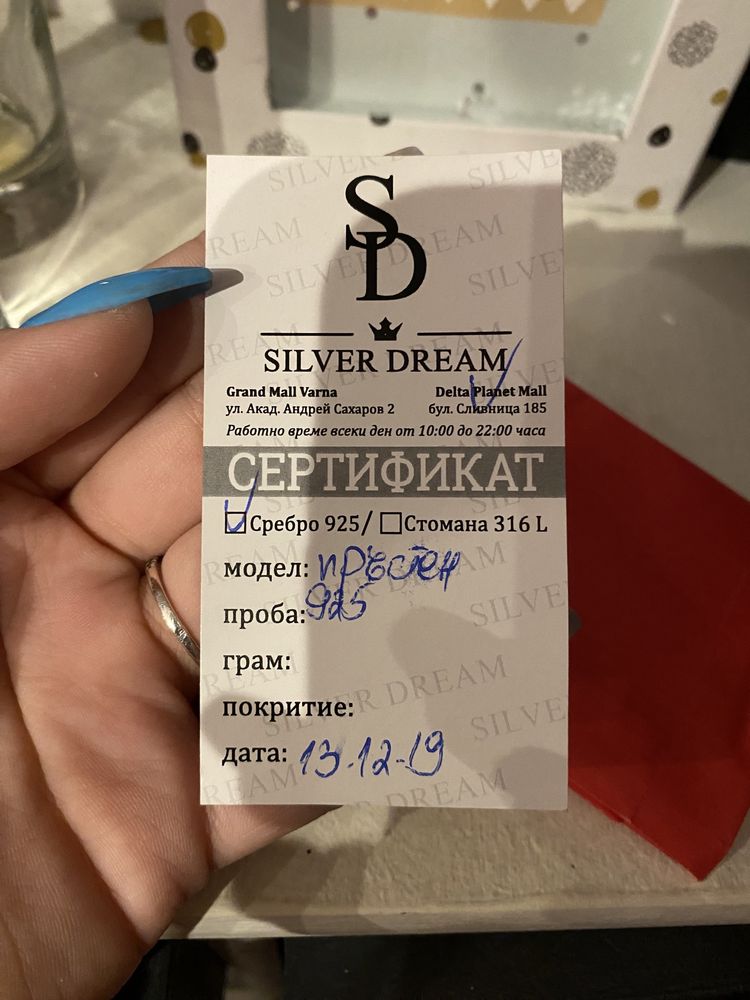 SD
SILVER DREAM
Grand Mall Varna Delta Planet Mall
ул. Акад. Андрей Сахаров 2 бул. Сливница 185
Работно време всеки ден от 10:00 до 22:00 часа
СЕРТИФИКАТ
Сребро 925/ Стомана 316 L
модел: пръстен
проба: 925
грам:
покритие:
дата: 13.12.19